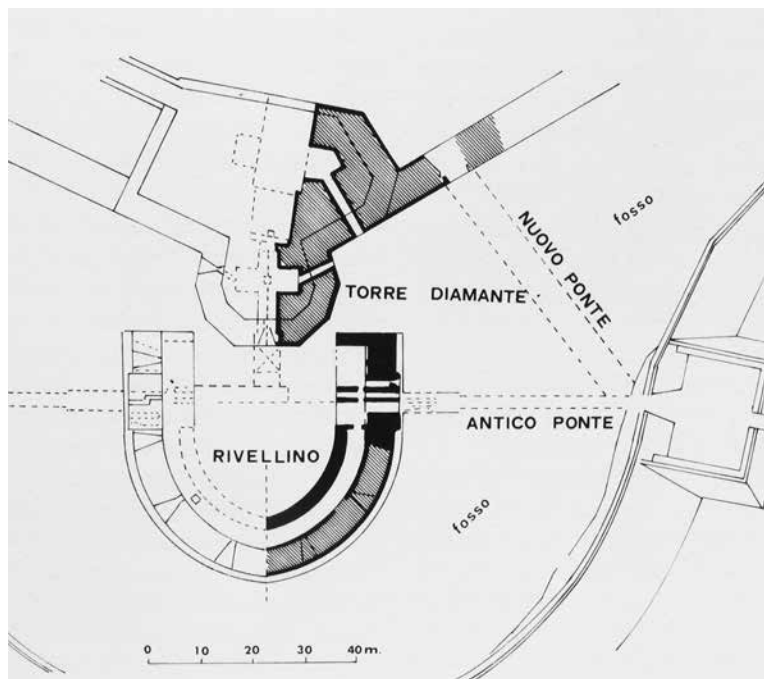 fosso
NUOVO PONTE
TORRE DIAMANTE
ANTICO PONTE
RIVELLINO
fosso
0 10 20 30 40 m.